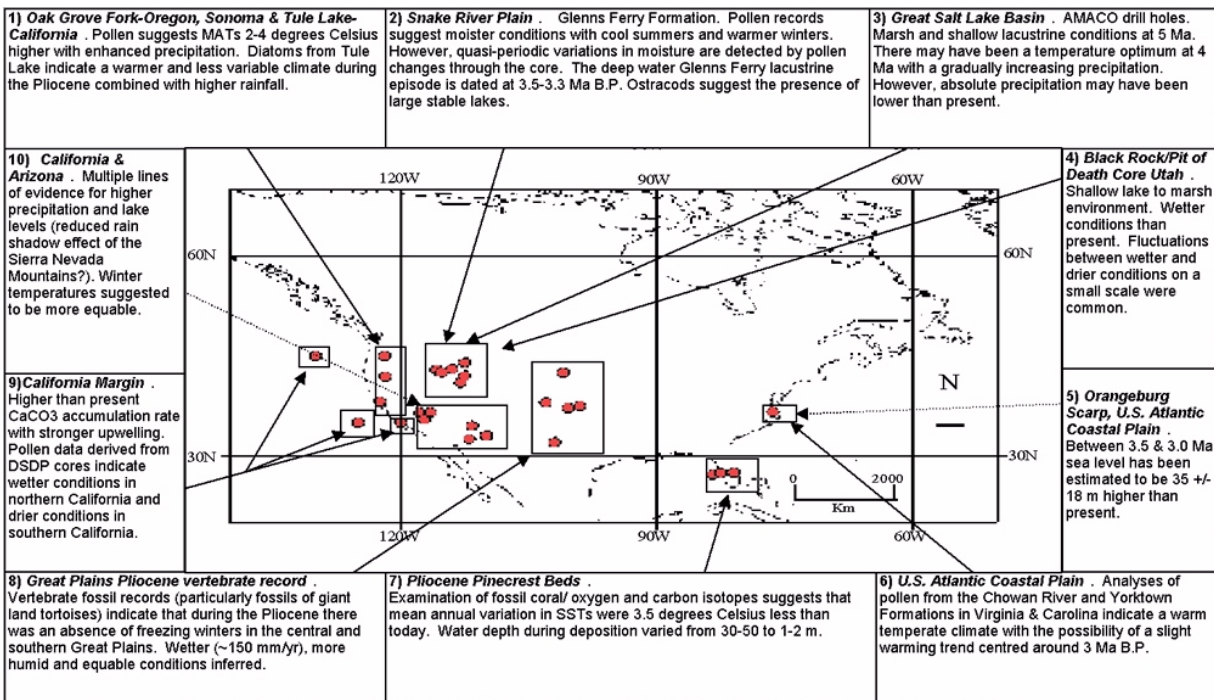 1) Oak Grove Fork-Oregon, Sonoma & Tule Lake-
California . Pollen suggests MATs 2-4 degrees Celsius
higher with enhanced precipitation. Diatoms from Tule
Lake indicate a warmer and less variable climate during
the Pliocene combined with higher rainfall.
2) Snake River Plain . Glenns Ferry Formation. Pollen records
suggest moister conditions with cool summers and warmer winters.
However, quasi-periodic variations in moisture are detected by pollen
changes through the core. The deep water Glenns Ferry lacustrine
episode is dated at 3.5-3.3 Ma B.P. Ostracods suggest the presence of
large stable lakes.
3) Great Salt Lake Basin . AMACO drill holes.
Marsh and shallow lacustrine conditions at 5 Ma.
There may have been a temperature optimum at 4
Ma with a gradually increasing precipitation.
However, absolute precipitation may have been
lower than present.
10) California &
Arizona . Multiple lines
of evidence for higher
precipitation and lake
levels (reduced rain
shadow effect of the
Sierra Nevada
Mountains?). Winter
temperatures suggested
to be more equable.
4) Black Rock/Pit of
Death Core Utah .
Shallow lake to marsh
environment. Wetter
conditions than
present. Fluctuations
between wetter and
drier conditions on a
small scale were
common.
120W
90W
60W
60N
60N
N
30N
30N
0
2000
Km
120W
90W
60W
9)California Margin .
Higher than present
CaCO3 accumulation rate
with stronger upwelling.
Pollen data derived from
DSDP cores indicate
wetter conditions in
northern California and
drier conditions in
southern California.
5) Orangeburg
Scarp, U.S. Atlantic
Coastal Plain .
Between 3.5 & 3.0 Ma
sea level has been
estimated to be 35 +/-
18 m higher than
present.
8) Great Plains Pliocene vertebrate record .
Vertebrate fossil records (particularly fossils of giant
land tortoises) indicate that during the Pliocene there
was an absence of freezing winters in the central and
southern Great Plains. Wetter (~150 mm/yr), more
humid and equable conditions inferred.
7) Pliocene Pinecrest Beds .
Examination of fossil coral/ oxygen and carbon isotopes suggests that
mean annual variation in SSTs were 3.5 degrees Celsius less than
today. Water depth during deposition varied from 30-50 to 1-2 m.
6) U.S. Atlantic Coastal Plain . Analyses of
pollen from the Chowan River and Yorktown
Formations in Virginia & Carolina indicate a warm
temperate climate with the possibility of a slight
warming trend centred around 3 Ma B.P.